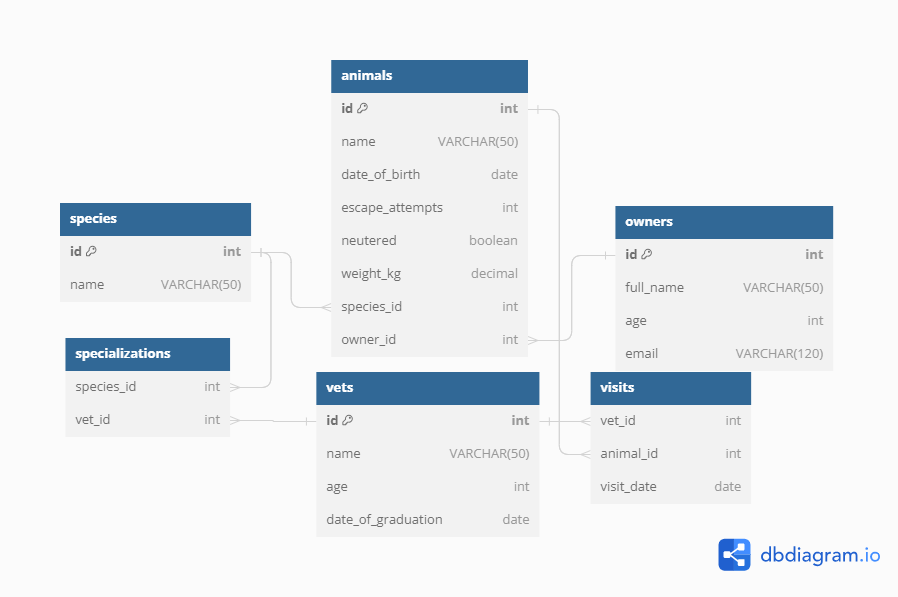 animals
id int
name VARCHAR(50)
date_of_birth date
escape_attempts int
neutered boolean
weight_kg decimal
species_id int
owner_id int
species
id int
name VARCHAR(50)
owners
id int
full_name VARCHAR(50)
age int
email VARCHAR(120)
specializations
species_id int
vet_id int
vets
id int
name VARCHAR(50)
age int
date_of_graduation date
visits
vet_id int
animal_id int
visit_date date
dbdiagram.io